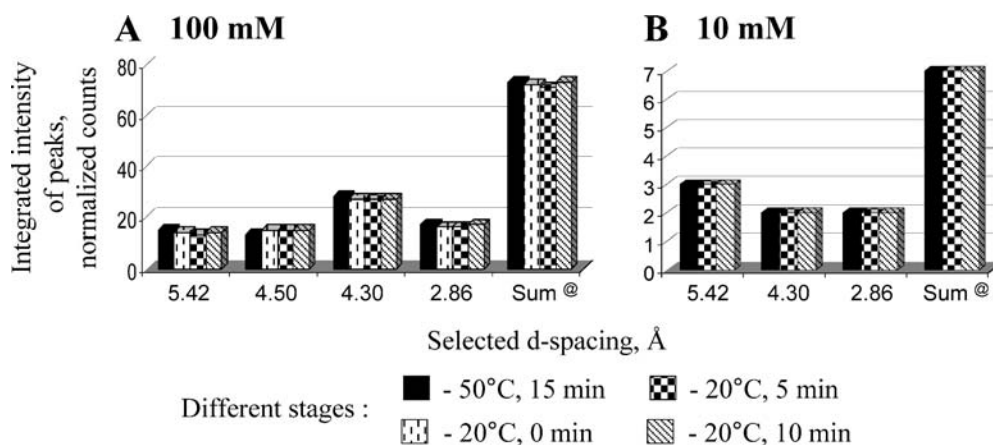 A 100 mM
B 10 mM
Integrated intensity
of peaks,
normalized counts
80
60
40
20
0
5.42 4.50 4.30 2.86 Sum @
7
6
5
4
3
2
1
0
5.42 4.30 2.86 Sum @
Selected d-spacing, Å
Different stages :
- 50°C, 15 min
- 20°C, 5 min
- 20°C, 0 min
- 20°C, 10 min